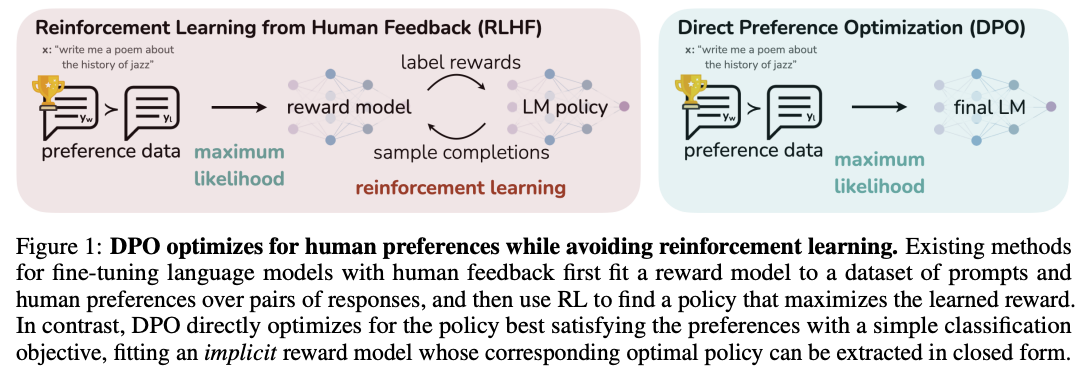 Reinforcement Learning from Human Feedback (RLHF)
x: "write me a poem about
the history of jazz"
label rewards
yw
yl
reward model
LM policy
preference data
maximum
likelihood
sample completions
reinforcement learning
Direct Preference Optimization (DPO)
x: "write me a poem about
the history of jazz"
yw
yl
final LM
preference data
maximum
likelihood
Figure 1: DPO optimizes for human preferences while avoiding reinforcement learning. Existing methods
for fine-tuning language models with human feedback first fit a reward model to a dataset of prompts and
human preferences over pairs of responses, and then use RL to find a policy that maximizes the learned reward.
In contrast, DPO directly optimizes for the policy best satisfying the preferences with a simple classification
objective, fitting an implicit reward model whose corresponding optimal policy can be extracted in closed form.